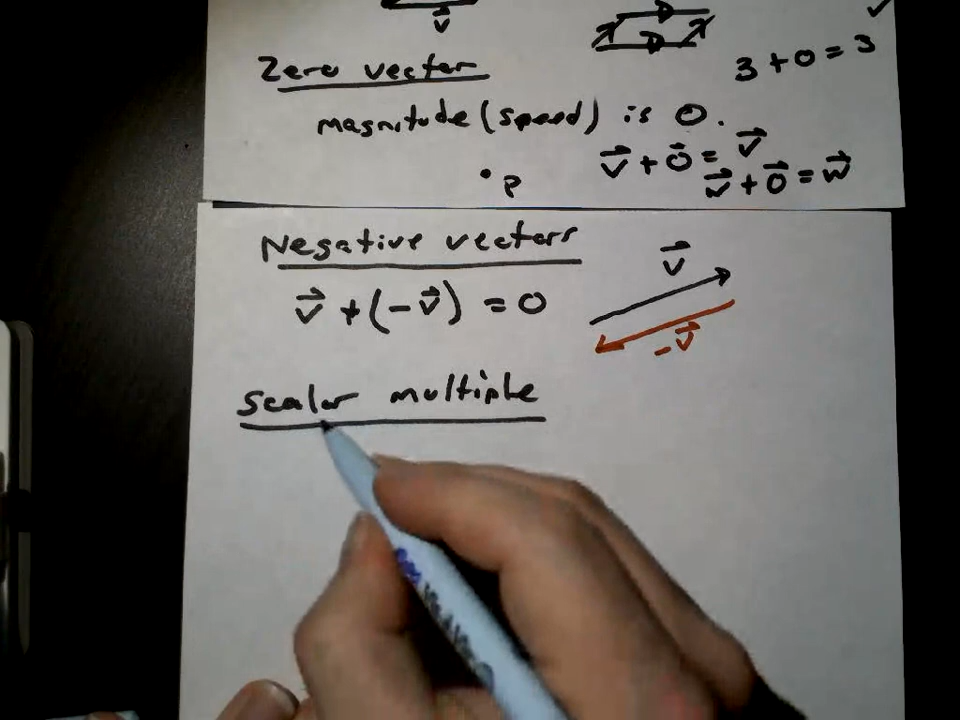 v⃗
Zero vector
3 + 0 = 3
magnitude (speed) is 0.
v⃗ + 0⃗ = v⃗
w⃗ + 0⃗ = w⃗
P
Negative vectors
v⃗
v⃗ + (-v⃗) = 0
-v⃗
Scalar multiple